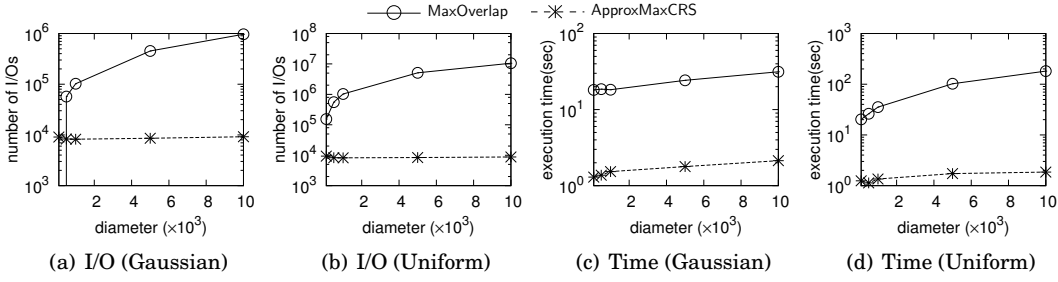 MaxOverlap ApproxMaxCRS
number of I/Os
10^6
10^5
10^4
10^3
2 4 6 8 10
diameter (×10^3)
(a) I/O (Gaussian)
number of I/Os
10^8
10^7
10^6
10^5
10^4
10^3
2 4 6 8 10
diameter (×10^3)
(b) I/O (Uniform)
execution time(sec)
10^2
10^1
10^0
2 4 6 8 10
diameter (×10^3)
(c) Time (Gaussian)
execution time(sec)
10^3
10^2
10^1
10^0
2 4 6 8 10
diameter (×10^3)
(d) Time (Uniform)